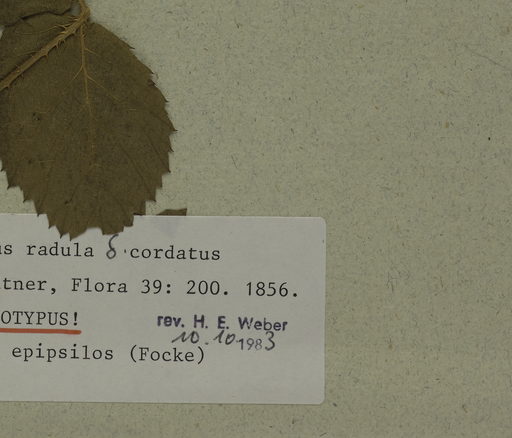 us radula δ cordatus
tner, Flora 39: 200. 1856.
OTYPUS!
rev. H. E. Weber
10.10.1983
epipsilos (Focke)